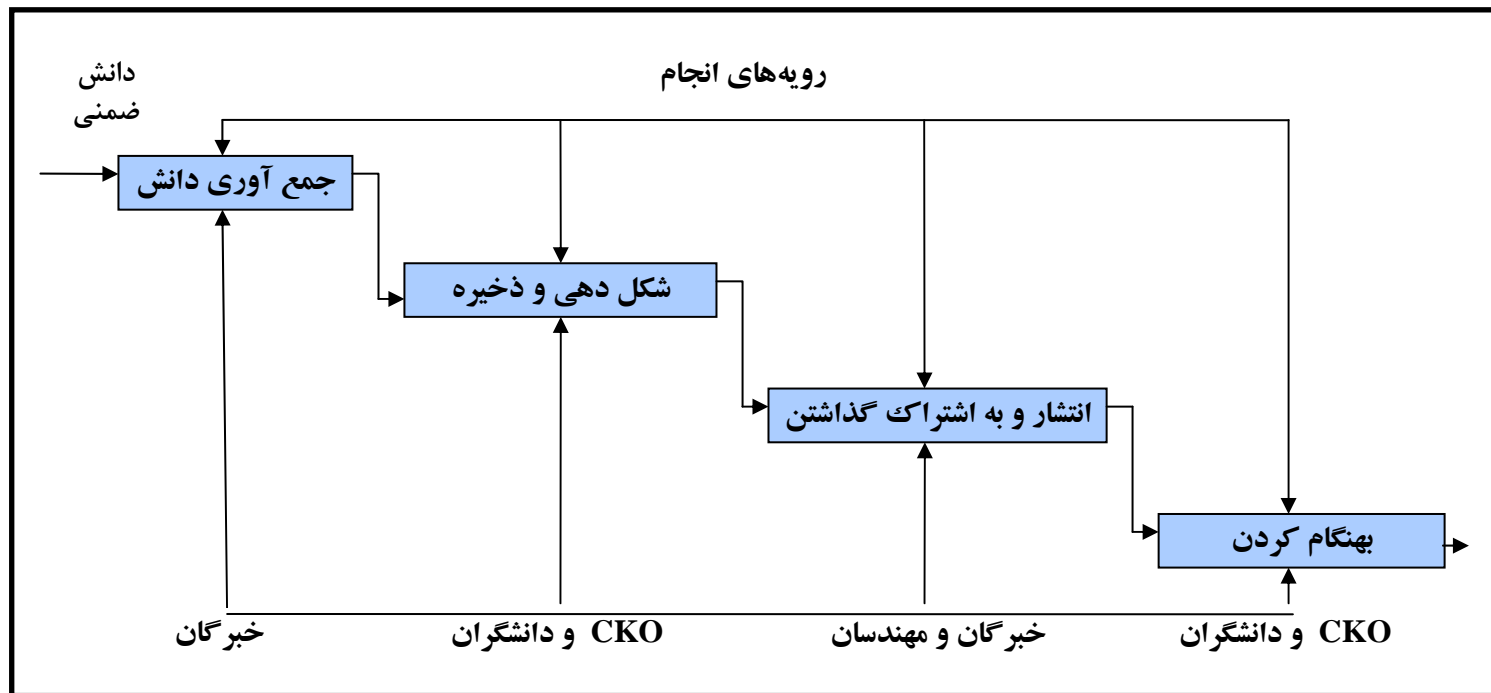 رویه‌های انجام
دانش
ضمنی
جمع آوری دانش
شکل دهی و ذخیره
انتشار و به اشتراک گذاشتن
بهنگام کردن
خبرگان
CKO و دانشگران
خبرگان و مهندسان
CKO و دانشگران